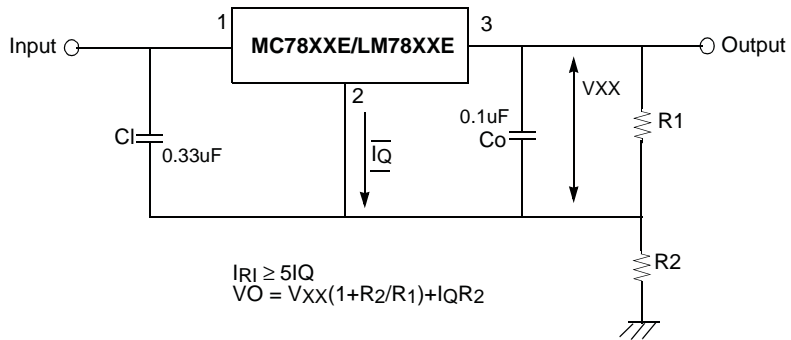 1
3
Input
MC78XXE/LM78XXE
Output
2
VXX
0.1uF
Co
R1
CI
0.33uF
IQ
R2
IRI ≥ 5IQ
VO = VXX(1+R2/R1)+IQR2